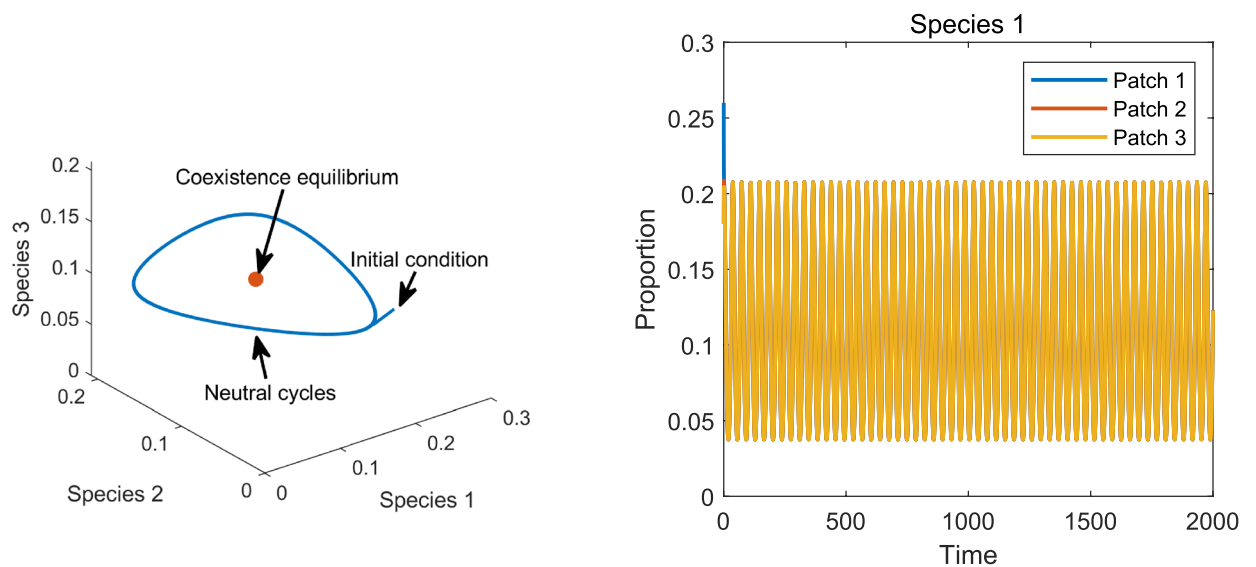 Coexistence equilibrium
Initial condition
Neutral cycles
Species 3
0.2
0.15
0.1
0.05
0
0.2
0.1
0
Species 2
0
0.1
0.2
0.3
Species 1
Species 1
Patch 1
Patch 2
Patch 3
Proportion
0.3
0.25
0.2
0.15
0.1
0.05
0
0
500
1000
1500
2000
Time